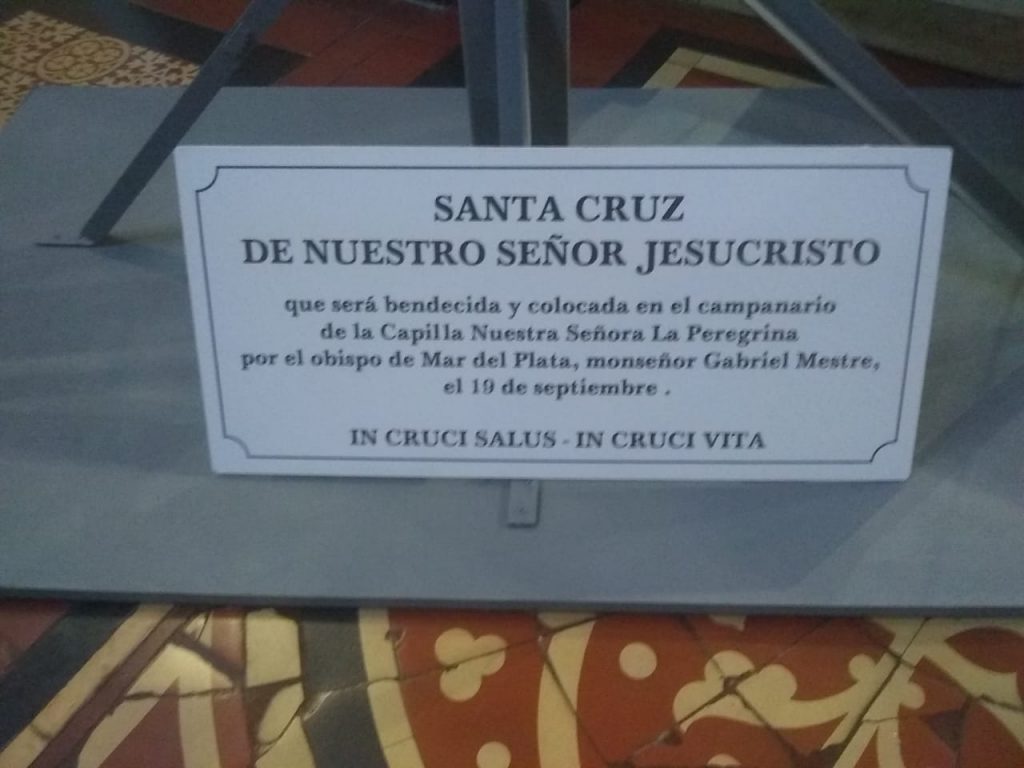 SANTA CRUZ
DE NUESTRO SEÑOR JESUCRISTO
que será bendecida y colocada en el campanario
de la Capilla Nuestra Señora La Peregrina
por el obispo de Mar del Plata, monseñor Gabriel Mestre,
el 19 de septiembre .
IN CRUCI SALUS - IN CRUCI VITA